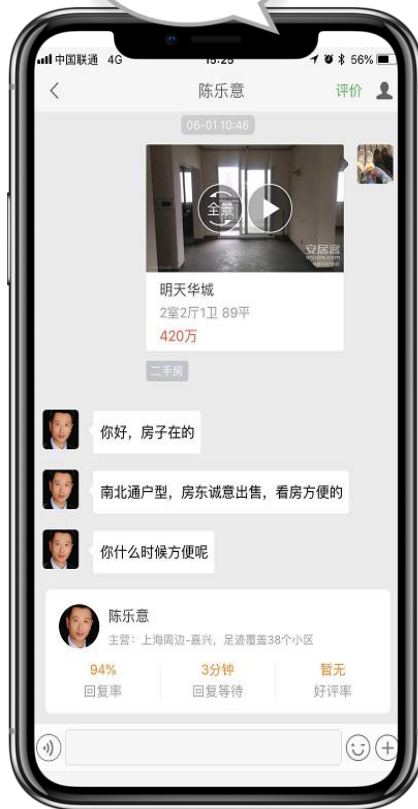 中国联通 4G 15:25 56%
陈乐意 评价
06-01 10:46
全景
安居客
anjuke.com
明天华城
2室2厅1卫 89平
420万
二手房
你好，房子在的
南北通户型，房东诚意出售，看房方便的
你什么时候方便呢
陈乐意
主营：上海周边-嘉兴，足迹覆盖38个小区
94% 3分钟 暂无
回复率 回复等待 好评率